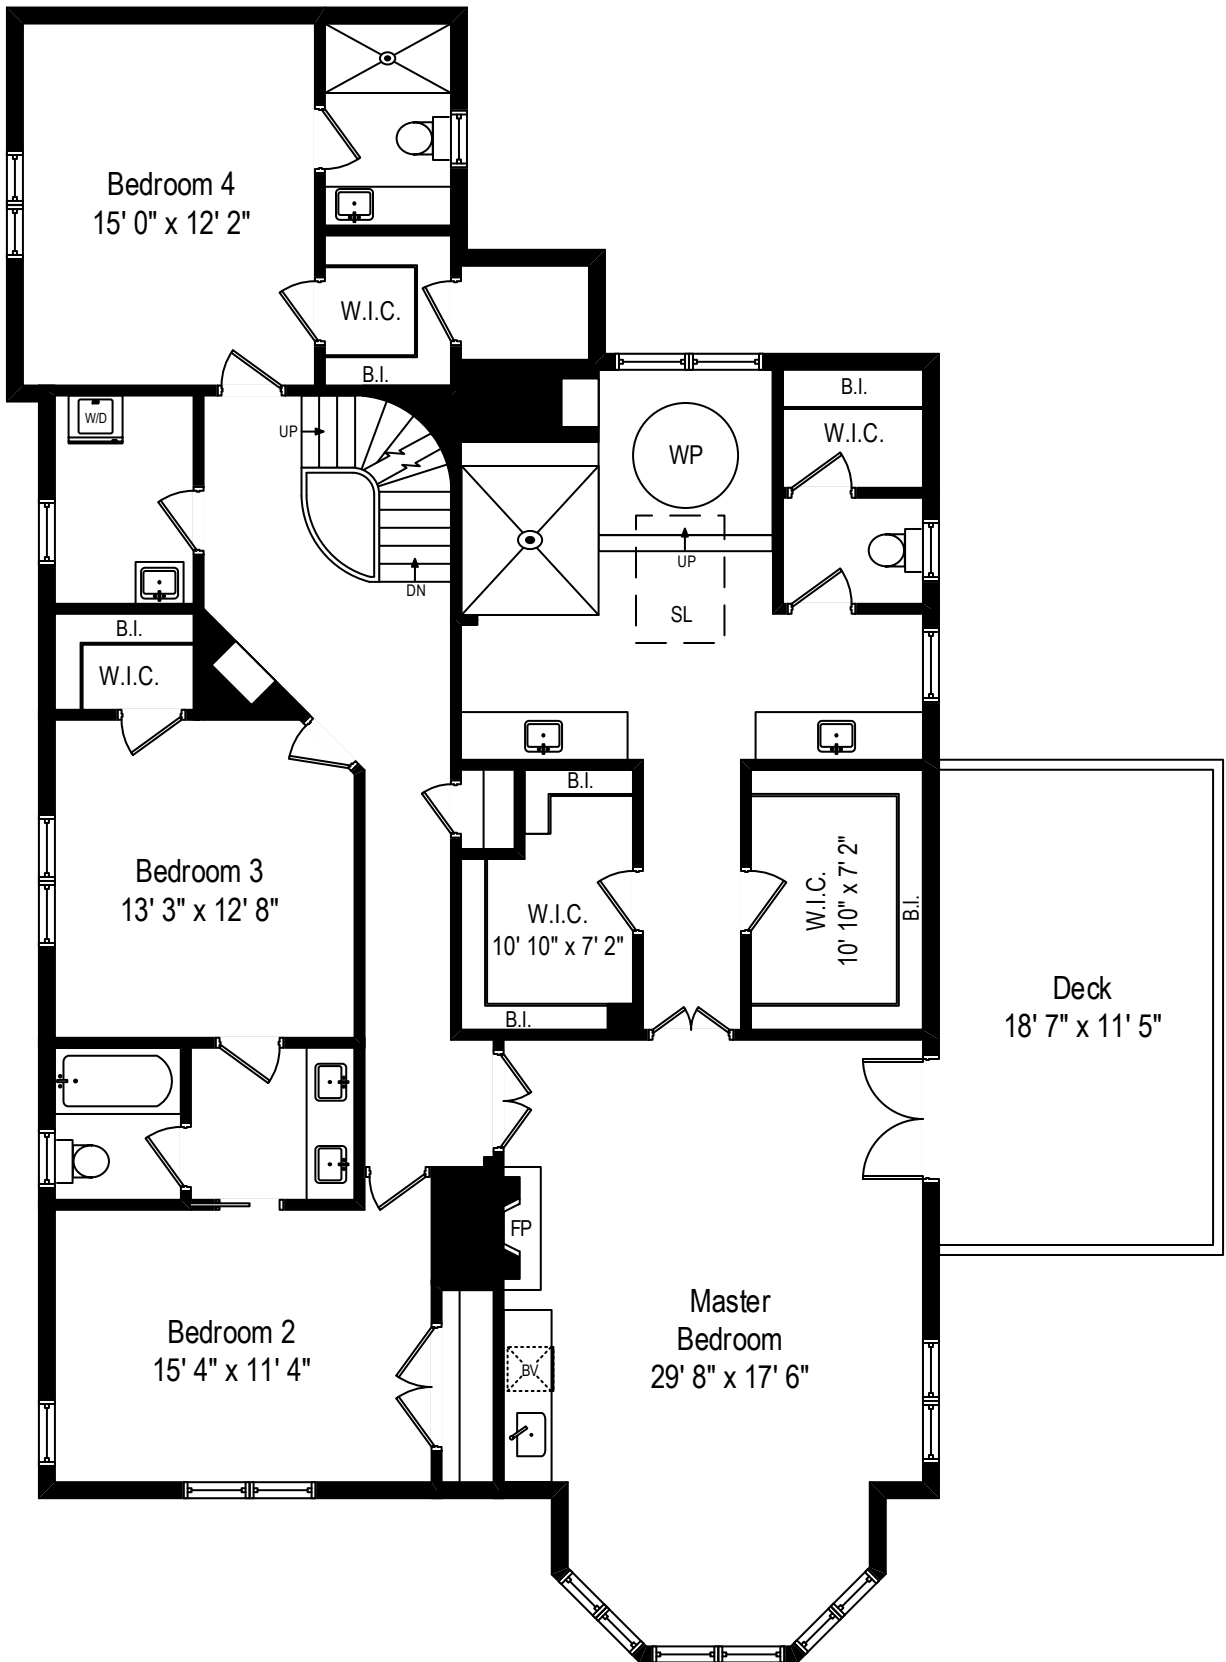 Bedroom 4
15' 0" x 12' 2"
W.I.C.
B.I.
B.I.
W.I.C.
W/D
UP
WP
UP
DN
SL
B.I.
W.I.C.
B.I.
Bedroom 3
13' 3" x 12' 8"
W.I.C.
10' 10" x 7' 2"
B.I.
W.I.C.
10' 10" x 7' 2"
B.I.
Deck
18' 7" x 11' 5"
FP
Master
Bedroom
29' 8" x 17' 6"
Bedroom 2
15' 4" x 11' 4"
BV